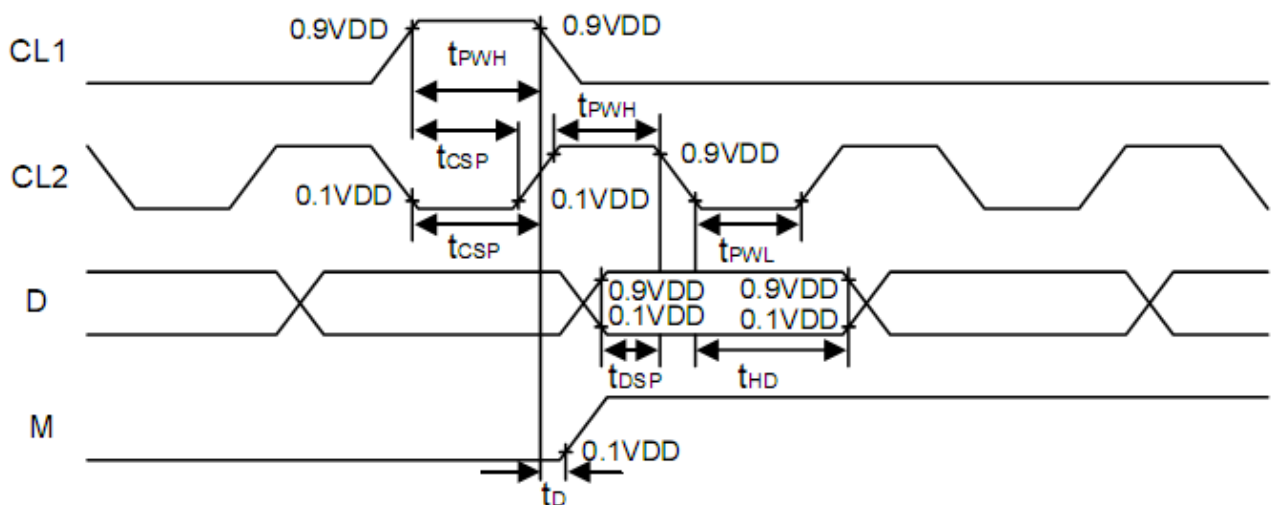 CL1
0.9VDD
0.9VDD
tPWH
tPWH
tCSP
CL2
0.9VDD
0.1VDD
0.1VDD
tCSP
tPWL
D
0.9VDD
0.9VDD
0.1VDD
0.1VDD
tDSP
tHD
M
0.1VDD
tD